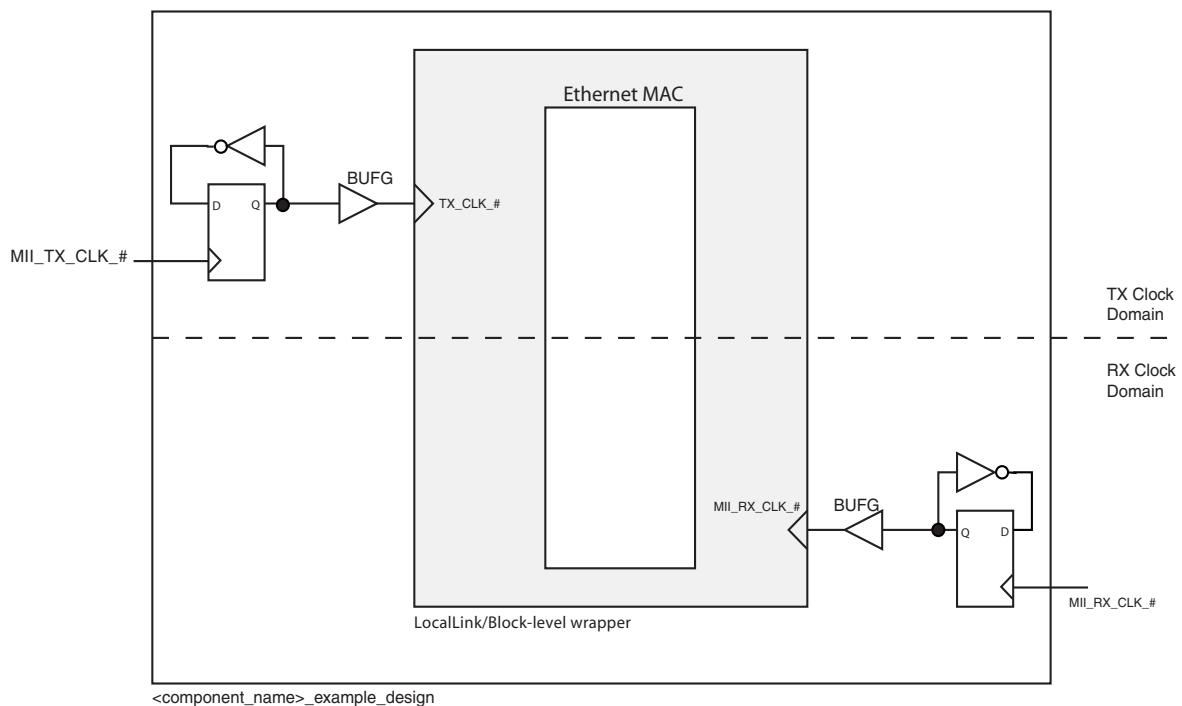 Ethernet MAC
BUFG
D
Q
TX_CLK_#
MII_TX_CLK_#
TX Clock
Domain
RX Clock
Domain
MII_RX_CLK_#
BUFG
Q
D
MII_RX_CLK_#
LocalLink/Block-level wrapper
<component_name>_example_design